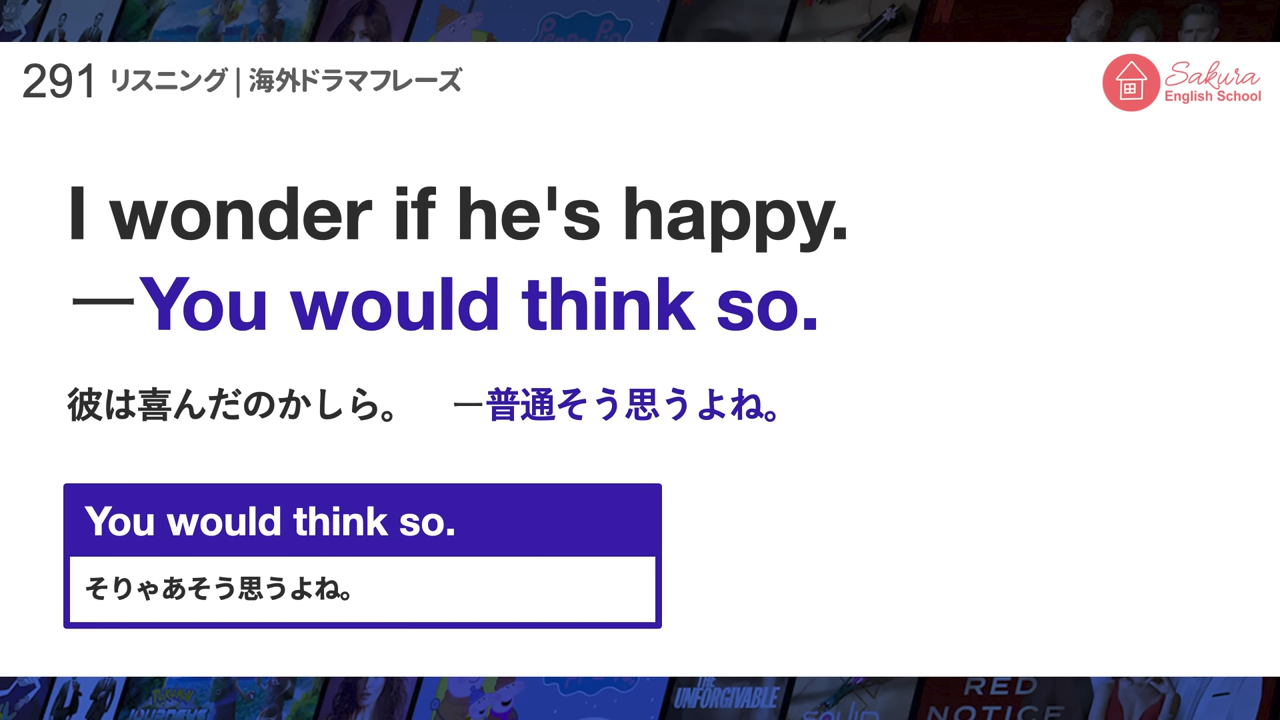 291 リスニング | 海外ドラマフレーズ
Sakura
English School
I wonder if he's happy.
—You would think so.
彼は喜んだのかしら。 —普通そう思うよね。
You would think so.
そりゃあそう思うよね。
THE UNFORGIVABLE
RED
NOTICE